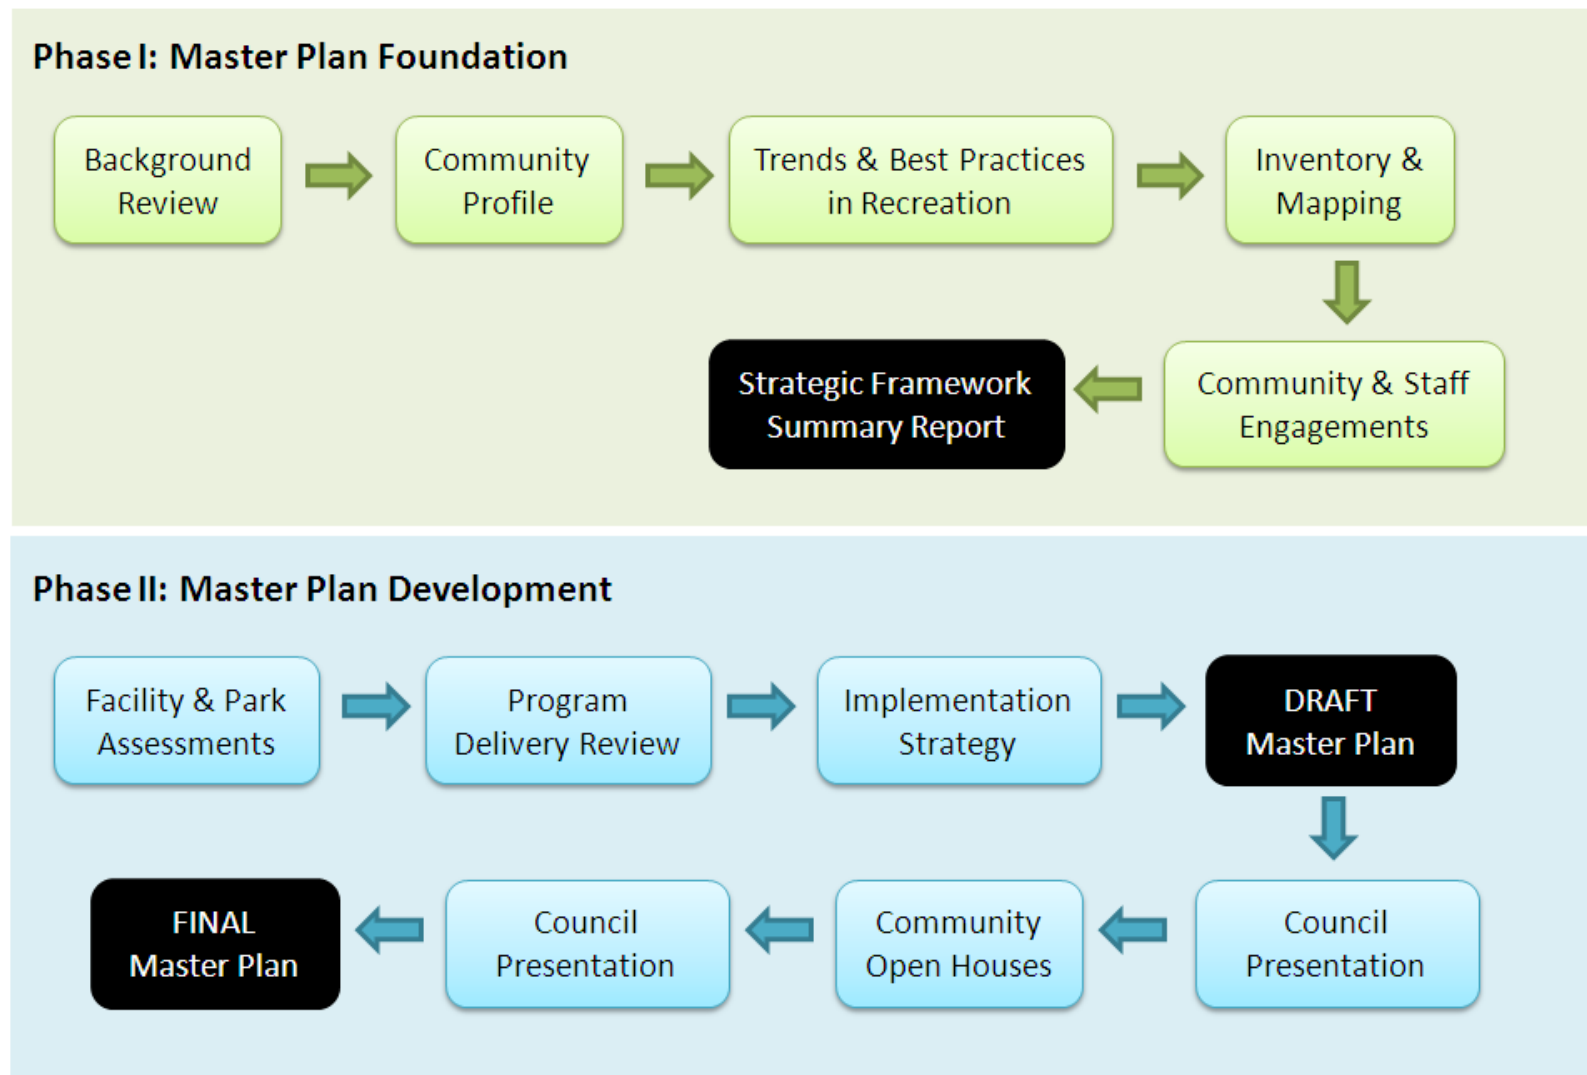 Phase I: Master Plan Foundation
Background
Review
Community
Profile
Trends & Best Practices
in Recreation
Inventory &
Mapping
Community & Staff
Engagements
Strategic Framework
Summary Report
Phase II: Master Plan Development
Facility & Park
Assessments
Program
Delivery Review
Implementation
Strategy
DRAFT
Master Plan
Council
Presentation
Community
Open Houses
Council
Presentation
FINAL
Master Plan